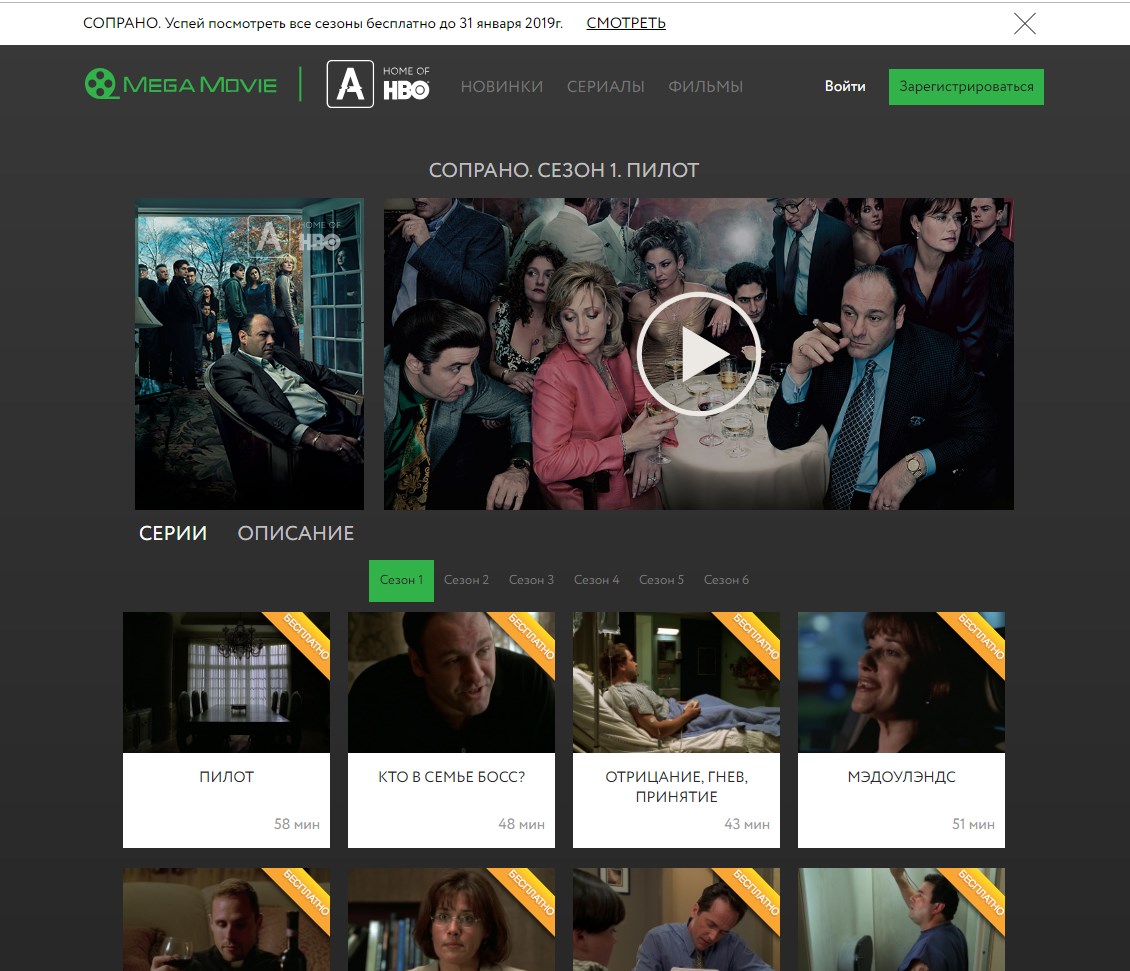 СОПРАНО. Успей посмотреть все сезоны бесплатно до 31 января 2019г. СМОТРЕТЬ
MEGA MOVIE
A
HOME OF
HBO
НОВИНКИ СЕРИАЛЫ ФИЛЬМЫ
Войти
Зарегистрироваться
СОПРАНО. СЕЗОН 1. ПИЛОТ
A
HOME OF
HBO
СЕРИИ ОПИСАНИЕ
Сезон 1 Сезон 2 Сезон 3 Сезон 4 Сезон 5 Сезон 6
БЕСПЛАТНО
БЕСПЛАТНО
БЕСПЛАТНО
БЕСПЛАТНО
ПИЛОТ
58 мин
КТО В СЕМЬЕ БОСС?
48 мин
ОТРИЦАНИЕ, ГНЕВ,
ПРИНЯТИЕ
43 мин
МЭДОУЛЭНДС
51 мин
БЕСПЛАТНО
БЕСПЛАТНО
БЕСПЛАТНО
БЕСПЛАТНО